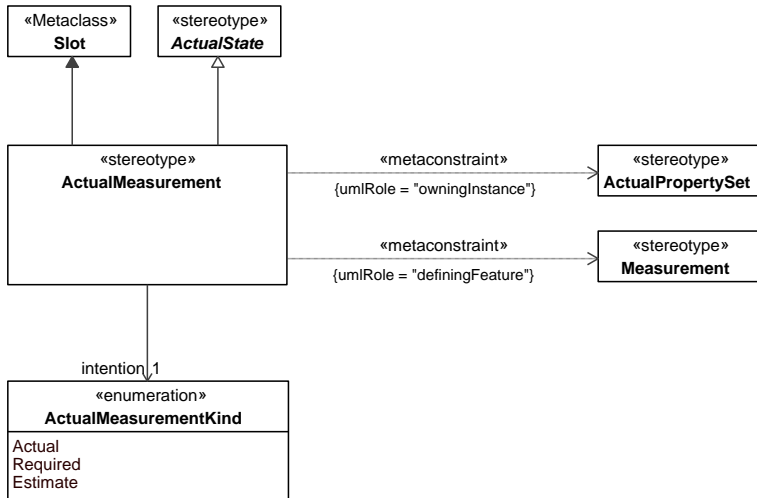 «Metaclass»
Slot
«stereotype»
ActualState
«stereotype»
ActualMeasurement
«metaconstraint»
{umlRole = "owningInstance"}
«stereotype»
ActualPropertySet
«metaconstraint»
{umlRole = "definingFeature"}
«stereotype»
Measurement
intention 1
«enumeration»
ActualMeasurementKind
Actual
Required
Estimate